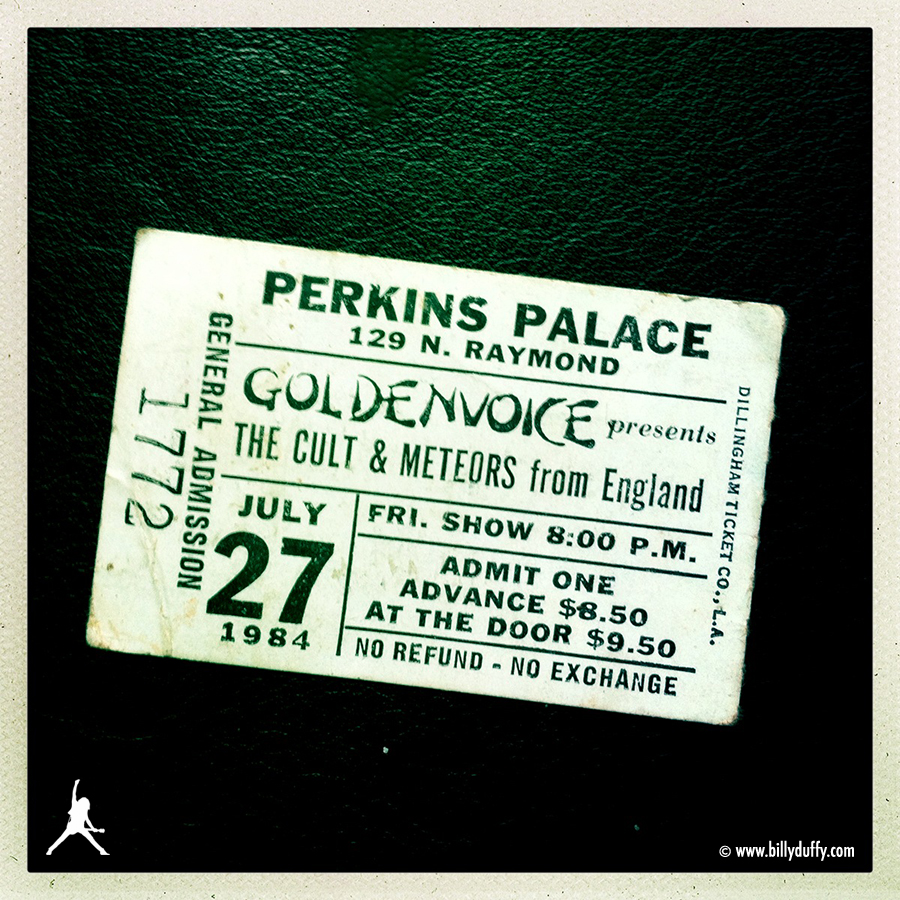 PERKINS PALACE
129 N. RAYMOND
GOLDENVOICE presents
THE CULT & METEORS from England
JULY
27
1984
FRI. SHOW 8:00 P.M.
ADMIT ONE
ADVANCE $8.50
AT THE DOOR $9.50
NO REFUND - NO EXCHANGE
GENERAL ADMISSION
1772
DILLINGHAM TICKET CO., L.A.
© www.billyduffy.com